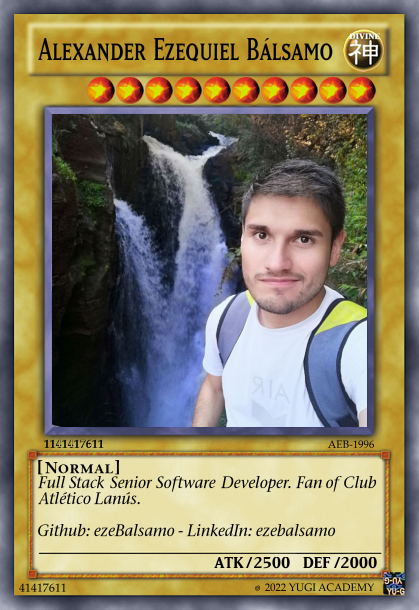 ALEXANDER EZEQUIEL BÁLSAMO
DIVINE
神
AEB-1996
[NORMAL]
Full Stack Senior Software Developer. Fan of Club
Atlético Lanús.
Github: ezeBalsamo - LinkedIn: ezebalsamo
ATK/2500 DEF/2000
41417611
© 2022 YUGI ACADEMY